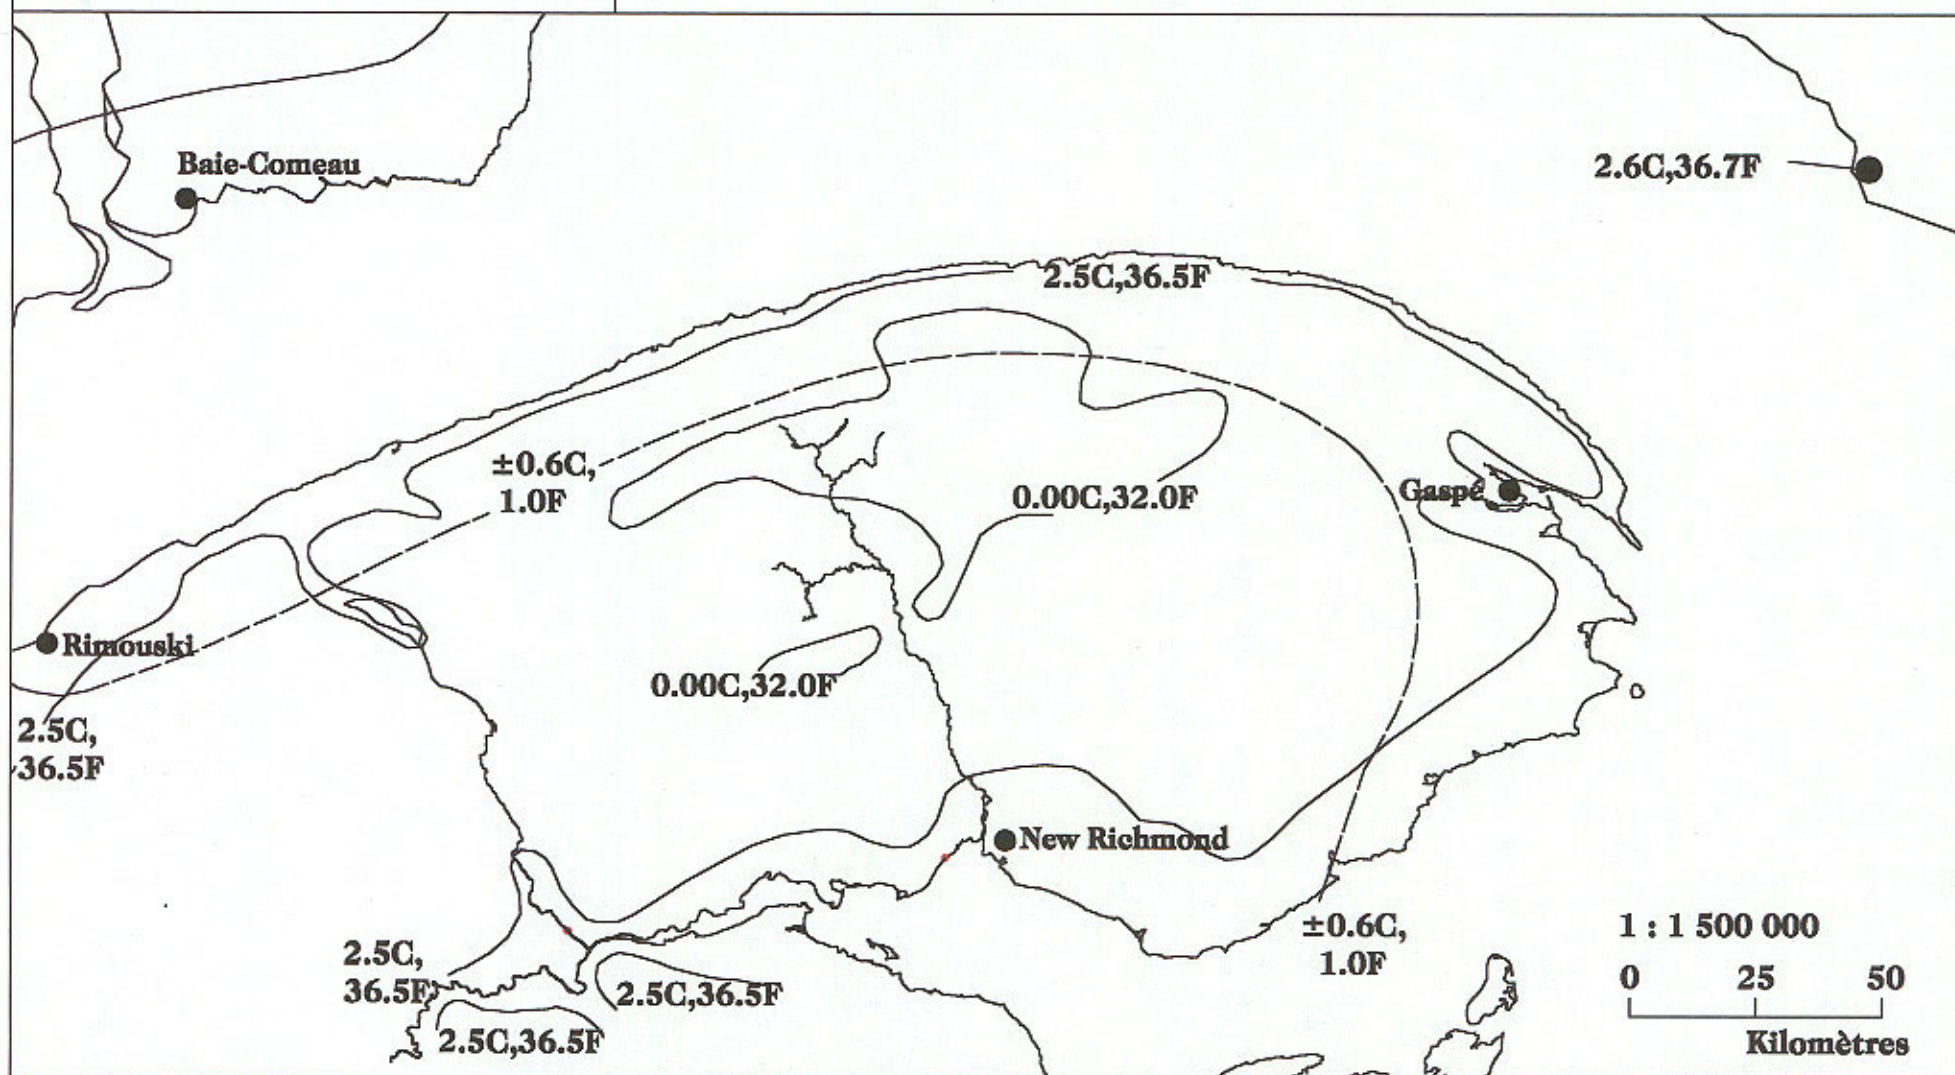 Baie-Comeau
2.6C,36.7F
2.5C,36.5F
±0.6C,
1.0F
0.00C,32.0F
Gaspé
Rimouski
0.00C,32.0F
2.5C,
36.5F
New Richmond
±0.6C,
1.0F
1 : 1 500 000
0 25 50
Kilomètres
2.5C,
36.5F
2.5C,36.5F
2.5C,36.5F